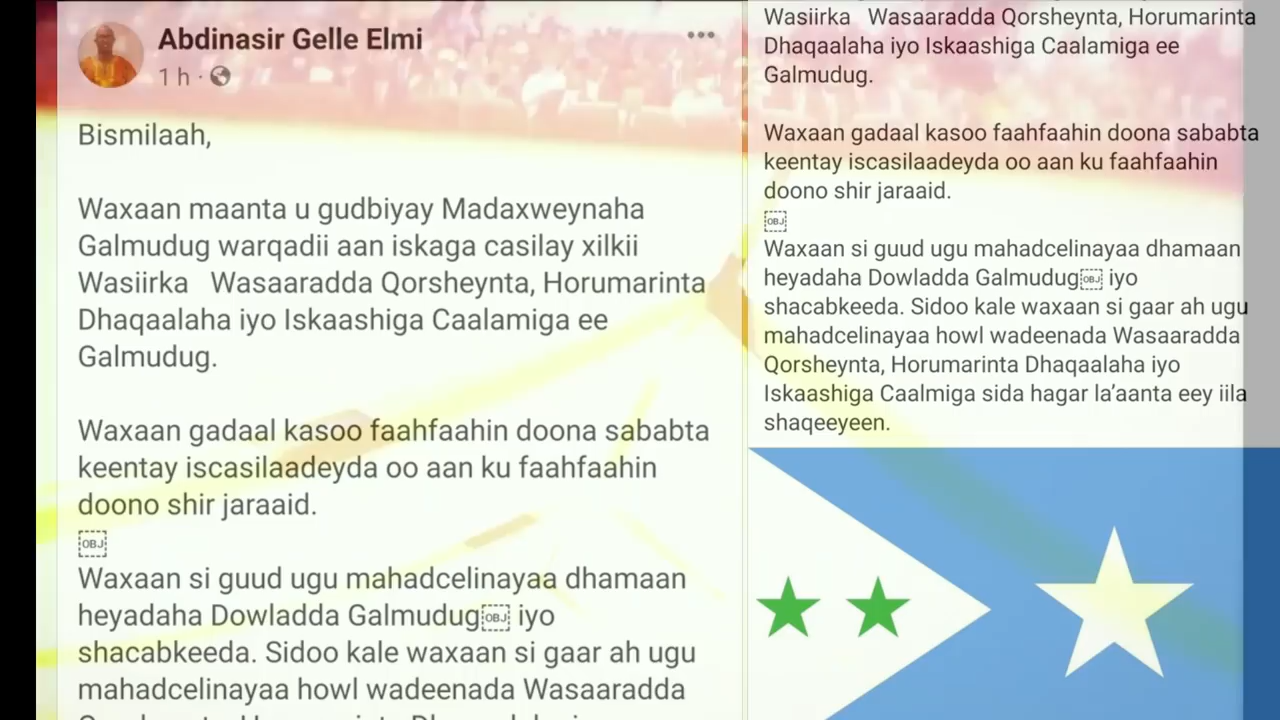 Abdinasir Gelle Elmi
1 h ·
Bismilaah,
Waxaan maanta u gudbiyay Madaxweynaha
Galmudug warqadii aan iskaga casilay xilkii
Wasiirka Wasaaradda Qorsheynta, Horumarinta
Dhaqaalaha iyo Iskaashiga Caalamiga ee
Galmudug.
Waxaan gadaal kasoo faahfaahin doona sababta
keentay iscasilaadeyda oo aan ku faahfaahin
doono shir jaraaid.
OBJ
Waxaan si guud ugu mahadcelinayaa dhamaan
heyadaha Dowladda Galmudug OBJ iyo
shacabkeeda. Sidoo kale waxaan si gaar ah ugu
mahadcelinayaa howl wadeenada Wasaaradda
Wasiirka Wasaaradda Qorsheynta, Horumarinta
Dhaqaalaha iyo Iskaashiga Caalamiga ee
Galmudug.
Waxaan gadaal kasoo faahfaahin doona sababta
keentay iscasilaadeyda oo aan ku faahfaahin
doono shir jaraaid.
OBJ
Waxaan si guud ugu mahadcelinayaa dhamaan
heyadaha Dowladda Galmudug OBJ iyo
shacabkeeda. Sidoo kale waxaan si gaar ah ugu
mahadcelinayaa howl wadeenada Wasaaradda
Qorsheynta, Horumarinta Dhaqaalaha iyo
Iskaashiga Caalmiga sida hagar la’aanta eey iila
shaqeeyeen.